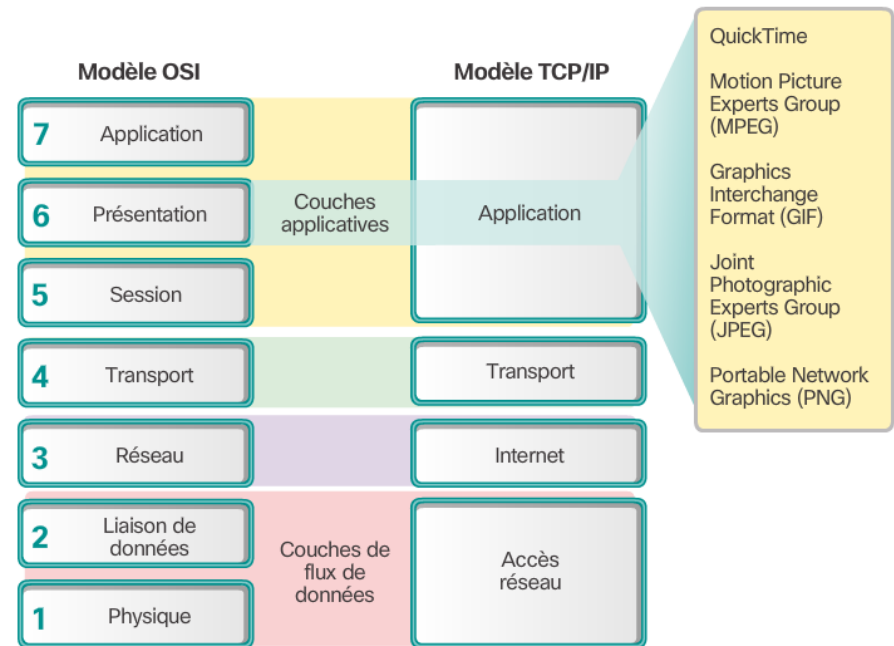 Modèle OSI
Modèle TCP/IP
7 Application
6 Présentation
5 Session
4 Transport
3 Réseau
2 Liaison de
données
1 Physique
Couches
applicatives
Couches de
flux de
données
Application
Transport
Internet
Accès
réseau
QuickTime
Motion Picture
Experts Group
(MPEG)
Graphics
Interchange
Format (GIF)
Joint
Photographic
Experts Group
(JPEG)
Portable Network
Graphics (PNG)